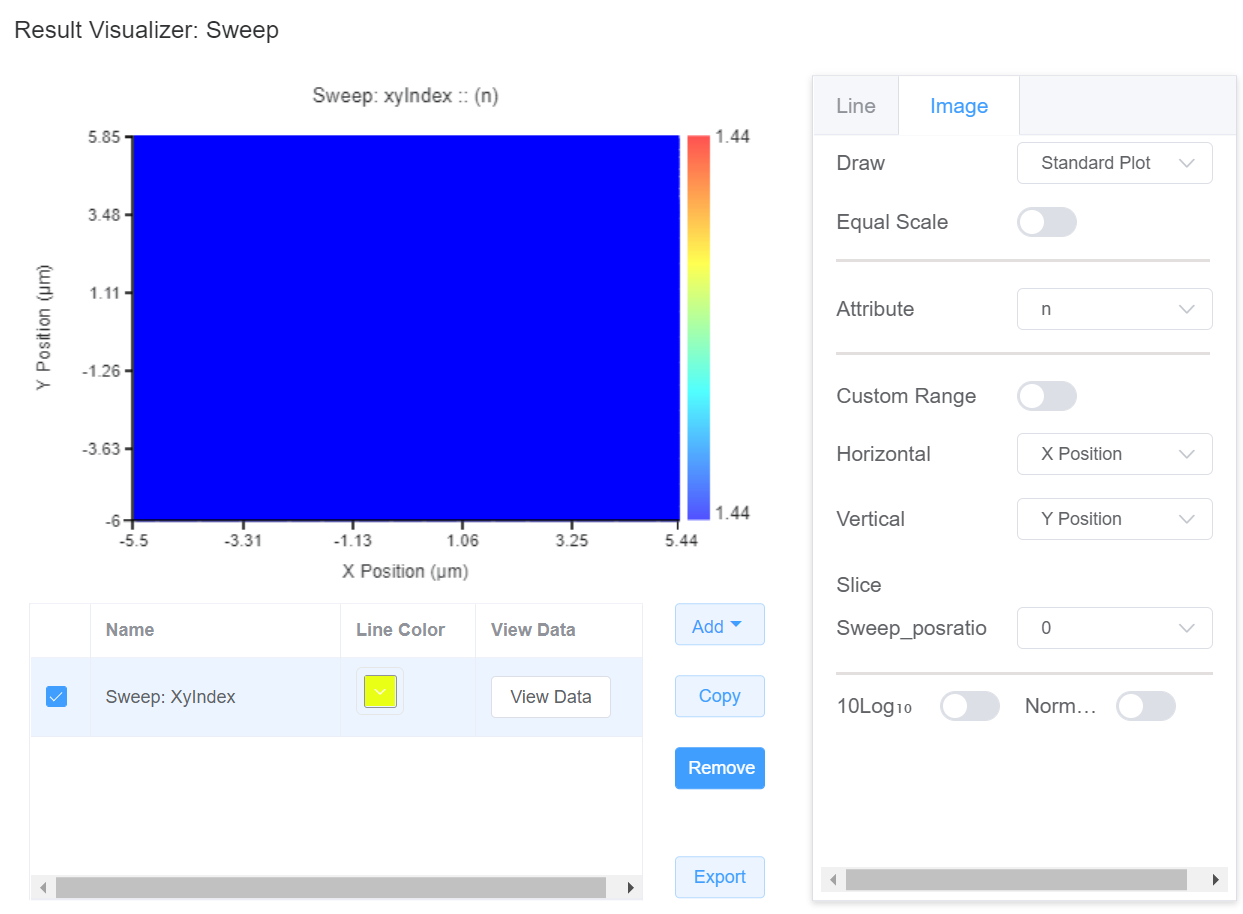 Result Visualizer: Sweep
Sweep: xyIndex :: (n)
5.85
3.48
1.11
-1.26
-3.63
-6
Y Position (μm)
-5.5 -3.31 -1.13 1.06 3.25 5.44
X Position (μm)
1.44
1.44
Name Line Color View Data
Sweep: XyIndex View Data
Add
Copy
Remove
Export
Line Image
Draw Standard Plot
Equal Scale
Attribute n
Custom Range
Horizontal X Position
Vertical Y Position
Slice
Sweep_posratio 0
10Log₁₀ Norm…